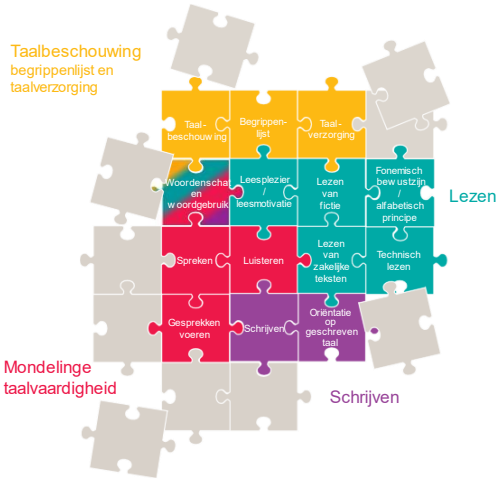 Taalbeschouwing
begrippenlijst en
taalverzorging
Taal-
beschouwing
Begrippen-
lijst
Taal-
verzorging
Woordenschat
en
woordgebruik
Leesplezier
/
leesmotivatie
Lezen
van
fictie
Fonemisch
bewustzijn
/
alfabetisch
principe
Lezen
Spreken
Luisteren
Lezen
van
zakelijke
teksten
Technisch
lezen
Gesprekken
voeren
Schrijven
Oriëntatie
op
geschreven
taal
Mondelinge
taalvaardigheid
Schrijven